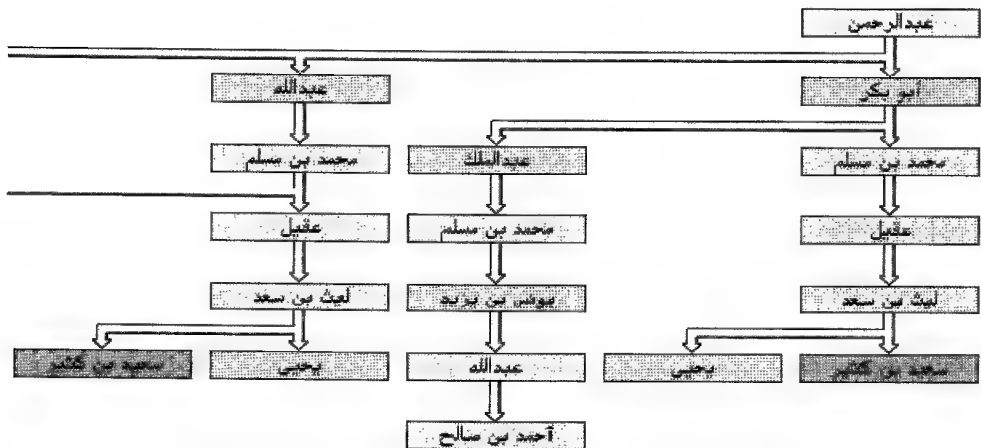 عبدالرحمن
أبو بكر
عبدالله
محمد بن مسلم
عبدالملك
محمد بن مسلم
عقيل
محمد بن مسلم
عقيل
ليث بن سعد
يونس بن يزيد
ليث بن سعد
سعيد بن كثير
يحيى
عبدالله
يحيى
سعيد بن كثير
أحمد بن صالح